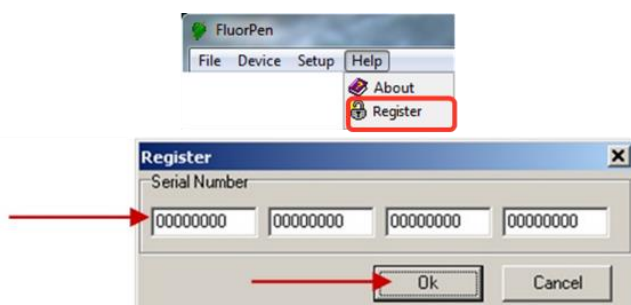 FluorPen
File Device Setup Help
About
Register
Register
Serial Number
00000000 00000000 00000000 00000000
Ok Cancel